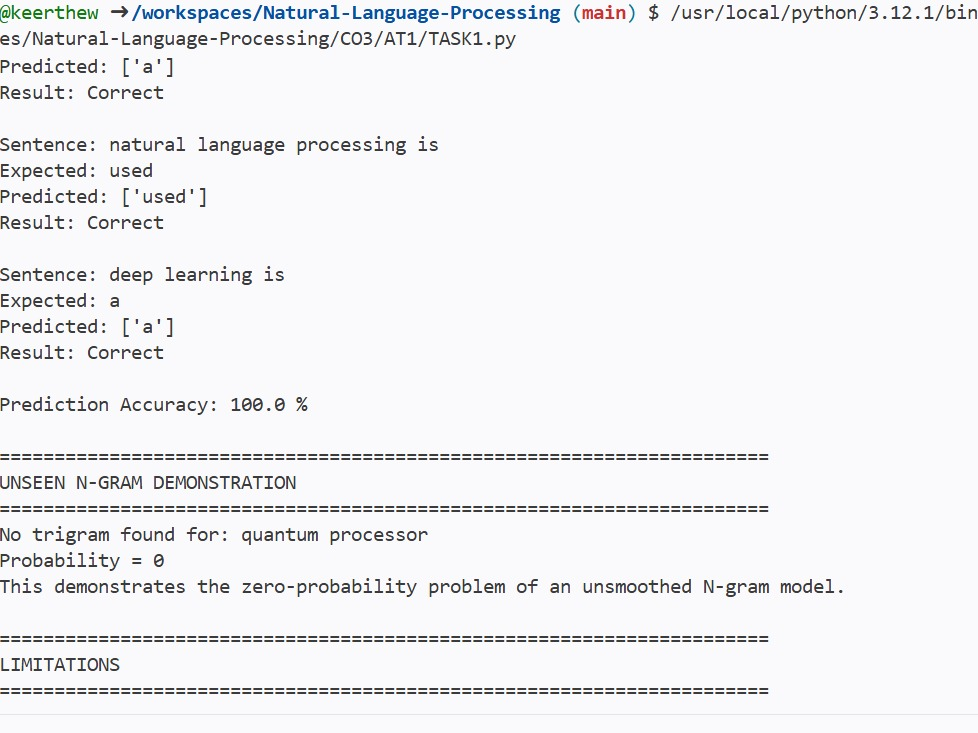 @keerthew ➜/workspaces/Natural-Language-Processing (main) $ /usr/local/python/3.12.1/bin
es/Natural-Language-Processing/CO3/AT1/TASK1.py
Predicted: ['a']
Result: Correct
Sentence: natural language processing is
Expected: used
Predicted: ['used']
Result: Correct
Sentence: deep learning is
Expected: a
Predicted: ['a']
Result: Correct
Prediction Accuracy: 100.0 %
======================================================================
UNSEEN N-GRAM DEMONSTRATION
======================================================================
No trigram found for: quantum processor
Probability = 0
This demonstrates the zero-probability problem of an unsmoothed N-gram model.
======================================================================
LIMITATIONS
======================================================================